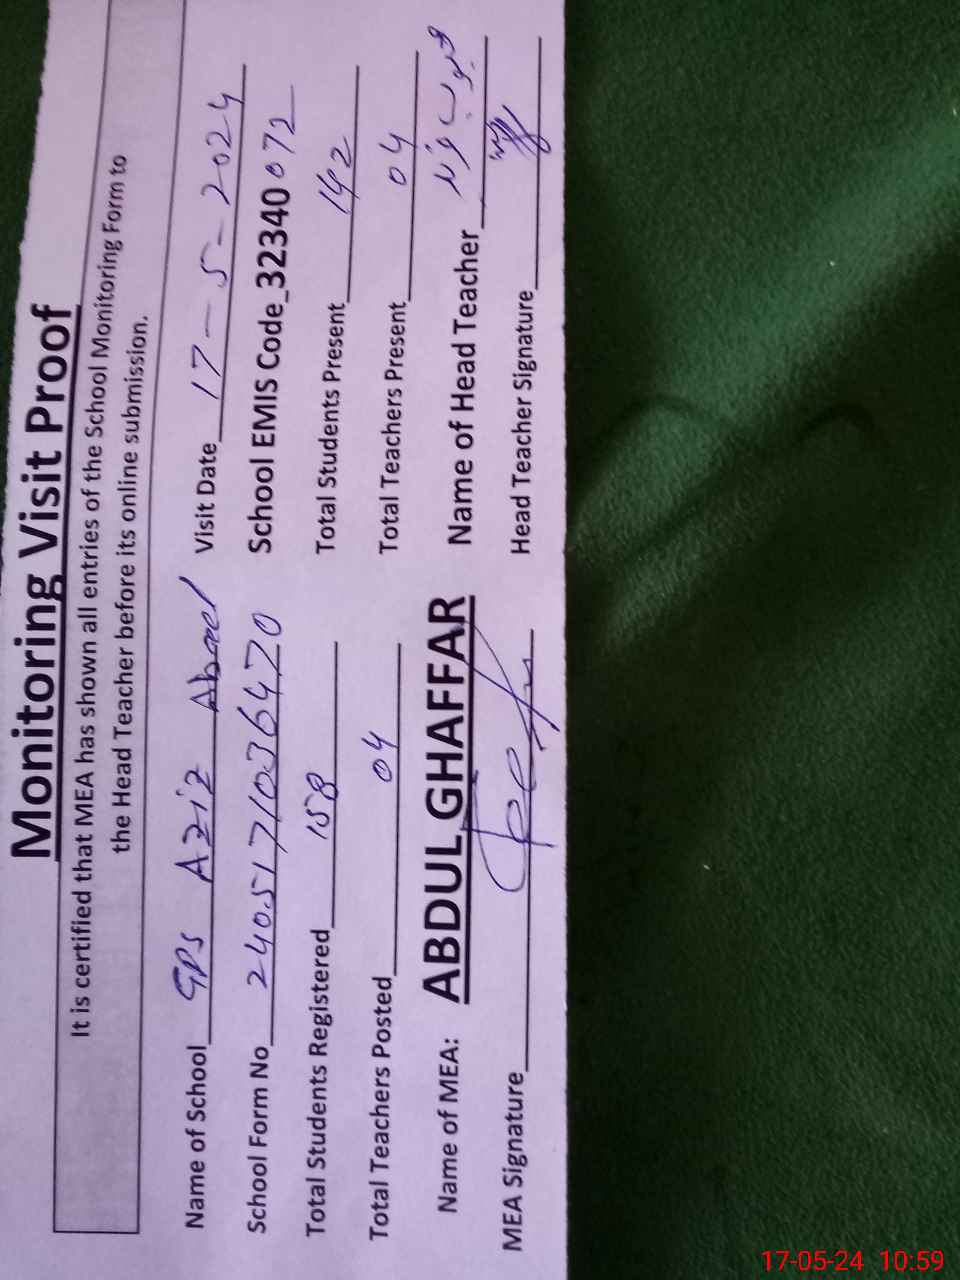 Monitoring Visit Proof
It is certified that MEA has shown all entries of the School Monitoring Form to
the Head Teacher before its online submission.
Name of School GPS Aziz Abad Visit Date 17-5-2024
School Form No 2405171036470 School EMIS Code_32340072
Total Students Registered 158 Total Students Present 142
Total Teachers Posted 04 Total Teachers Present 04
Name of MEA: ABDUL GHAFFAR Name of Head Teacher
MEA Signature Head Teacher Signature
17-05-24 10:59